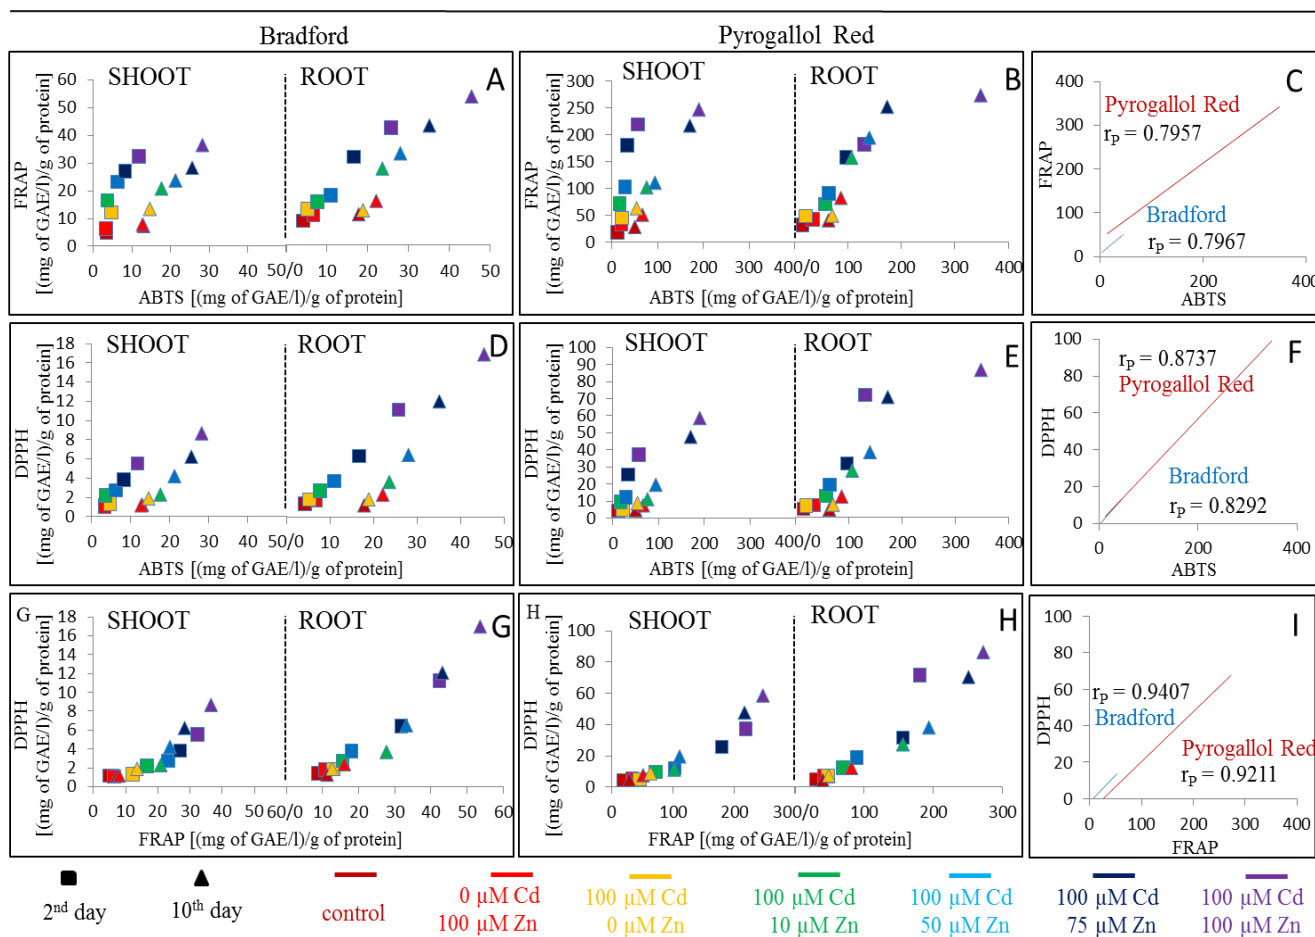 Bradford
Pyrogallol Red
SHOOT
ROOT
A
60
50
40
30
20
10
0
FRAP
[(mg of GAE/l)/g of protein]
0 10 20 30 40 50/0 10 20 30 40 50
ABTS [(mg of GAE/l)/g of protein]
SHOOT
ROOT
B
300
250
200
150
100
50
0
FRAP
[(mg of GAE/l)/g of protein]
0 100 200 300 400/0 100 200 300 400
ABTS [(mg of GAE/l)/g of protein]
C
400
300
200
100
0
FRAP
Pyrogallol Red
rP = 0.7957
Bradford
rP = 0.7967
0 200 400
ABTS
SHOOT
ROOT
D
18
16
14
12
10
8
6
4
2
0
DPPH
[(mg of GAE/l)/g of protein]
0 10 20 30 40 50/0 10 20 30 40 50
ABTS [(mg of GAE/l)/g of protein]
SHOOT
ROOT
E
100
90
80
70
60
50
40
30
20
10
0
DPPH
[(mg of GAE/l)/g of protein]
0 100 200 300 400/0 100 200 300 400
ABTS [(mg of GAE/l)/g of protein]
F
100
80
60
40
20
0
DPPH
rP = 0.8737
Pyrogallol Red
Bradford
rP = 0.8292
0 200 400
ABTS
G
SHOOT
ROOT
G
18
16
14
12
10
8
6
4
2
0
DPPH
[(mg of GAE/l)/g of protein]
0 10 20 30 40 50 60/0 10 20 30 40 50
FRAP [(mg of GAE/l)/g of protein]
H
SHOOT
ROOT
H
100
80
60
40
20
0
DPPH
[(mg of GAE/l)/g of protein]
0 100 200 300/0 100 200 300
FRAP [(mg of GAE/l)/g of protein]
I
100
80
60
40
20
0
DPPH
rP = 0.9407
Bradford
Pyrogallol Red
rP = 0.9211
0 100 200 300 400
FRAP
2nd day
10th day
control
0 µM Cd
100 µM Zn
100 µM Cd
0 µM Zn
100 µM Cd
10 µM Zn
100 µM Cd
50 µM Zn
100 µM Cd
75 µM Zn
100 µM Cd
100 µM Zn